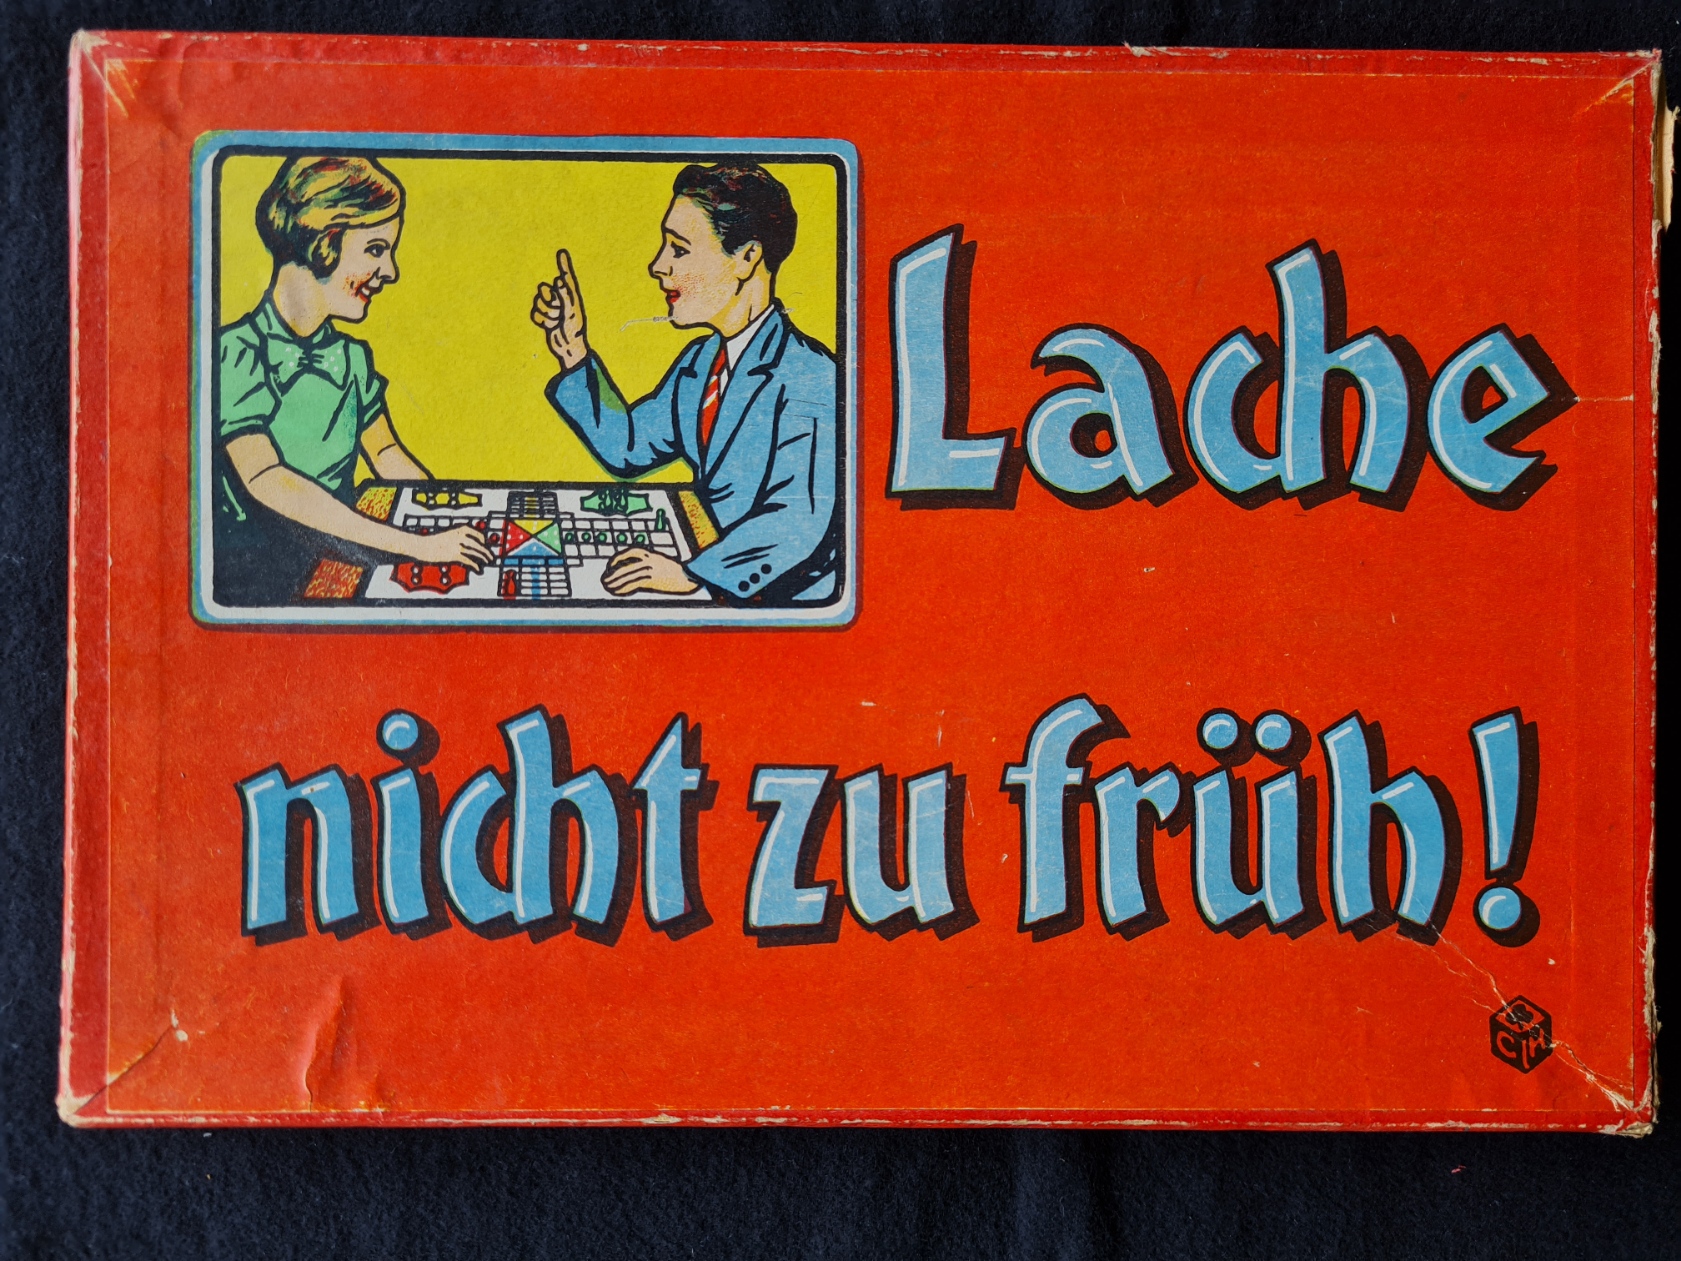 Lache
nicht zu früh!